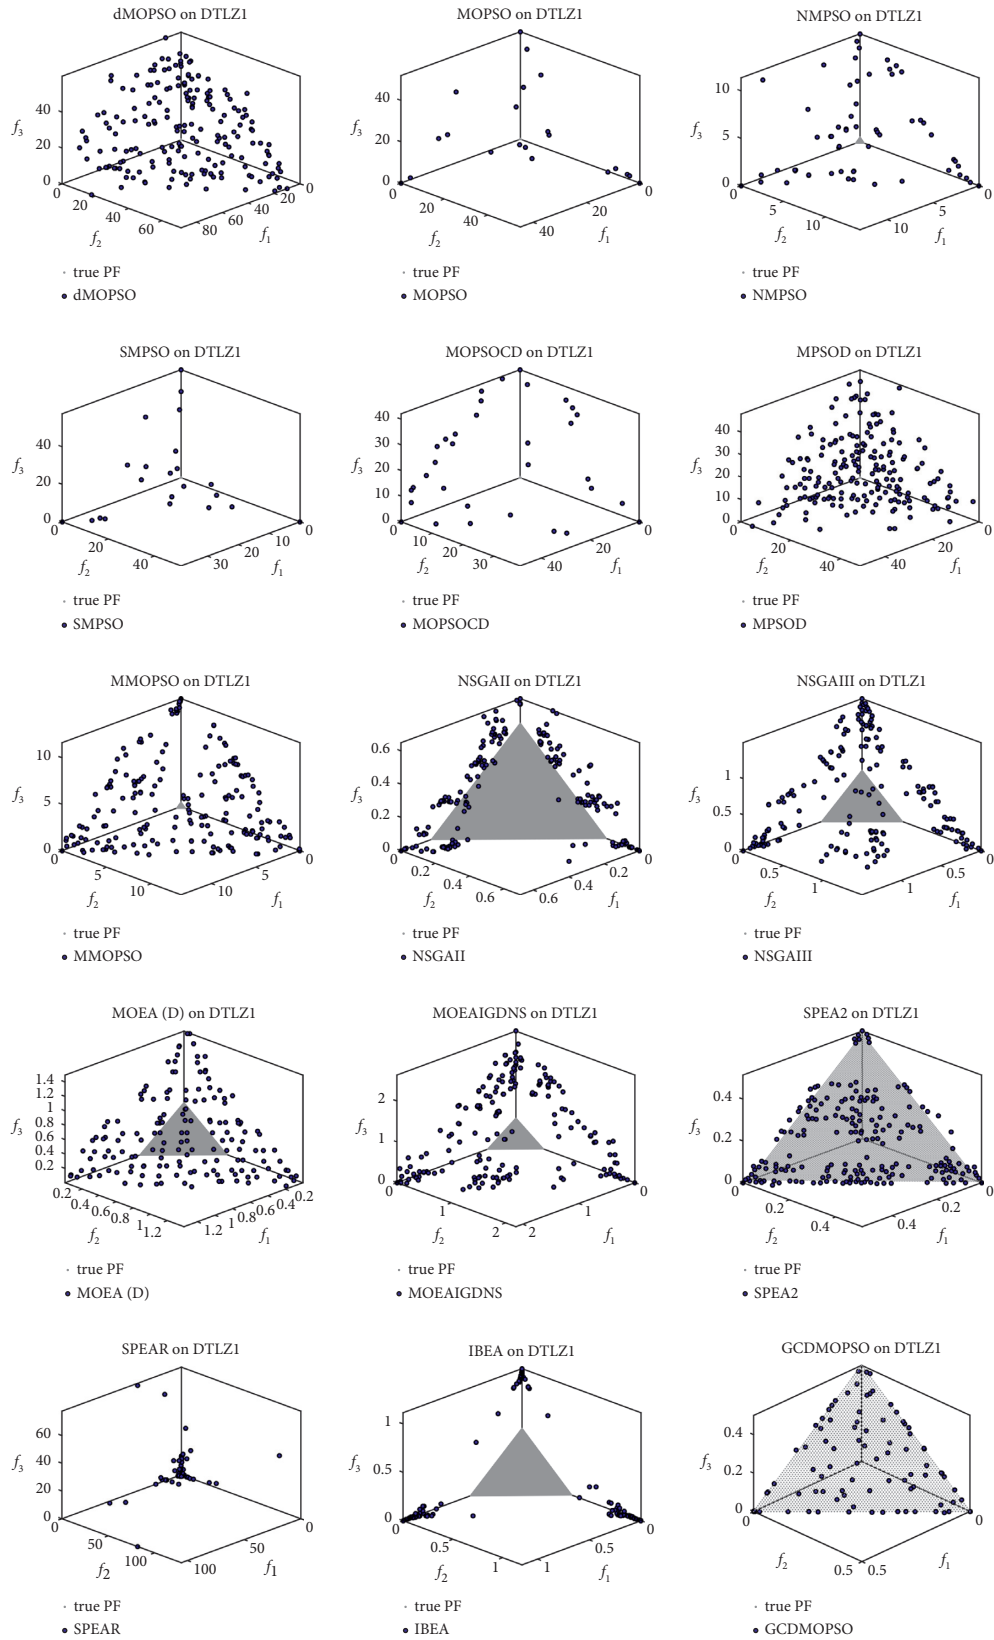 dMOPSO on DTLZ1
40
20
0
f3
0
20
40
60
f2
80
60
40
20
0
f1
true PF
dMOPSO
MOPSO on DTLZ1
40
20
0
f3
20
40
f2
40
20
0
f1
true PF
MOPSO
NMPSO on DTLZ1
10
5
0
f3
5
10
f2
10
5
0
f1
true PF
NMPSO
SMPSO on DTLZ1
40
20
0
f3
0
20
40
f2
30
20
10
0
f1
true PF
SMPSO
MOPSOCD on DTLZ1
40
30
20
10
0
f3
10
20
30
f2
40
20
0
f1
true PF
MOPSOCD
MPSOD on DTLZ1
40
30
20
10
0
f3
20
40
f2
40
20
0
f1
true PF
MPSOD
MMOPSO on DTLZ1
10
5
0
f3
0
5
10
f2
10
5
0
f1
true PF
MMOPSO
NSGAII on DTLZ1
0.6
0.4
0.2
0
f3
0.2
0.4
0.6
f2
0.6
0.4
0.2
0
f1
true PF
NSGAII
NSGAIII on DTLZ1
1
0.5
0
f3
0.5
1
f2
1
0.5
0
f1
true PF
NSGAIII
MOEA (D) on DTLZ1
1.4
1.2
1
0.8
0.6
0.4
0.2
f3
0.2
0.4
0.6
0.8
1
1.2
f2
1.2
1
0.8
0.6
0.4
0.2
f1
true PF
MOEA (D)
MOEAIGDNS on DTLZ1
2
1
0
f3
0
1
2
f2
2
1
0
f1
true PF
MOEAIGDNS
SPEA2 on DTLZ1
0.4
0.2
0
f3
0
0.2
0.4
f2
0.4
0.2
0
f1
true PF
SPEA2
SPEAR on DTLZ1
60
40
20
0
f3
0
50
100
f2
100
50
0
f1
true PF
SPEAR
IBEA on DTLZ1
1
0.5
0
f3
0.5
1
f2
1
0.5
0
f1
true PF
IBEA
GCDMOPSO on DTLZ1
0.4
0.2
0
f3
0
0.5
f2
0.5
0
f1
true PF
GCDMOPSO